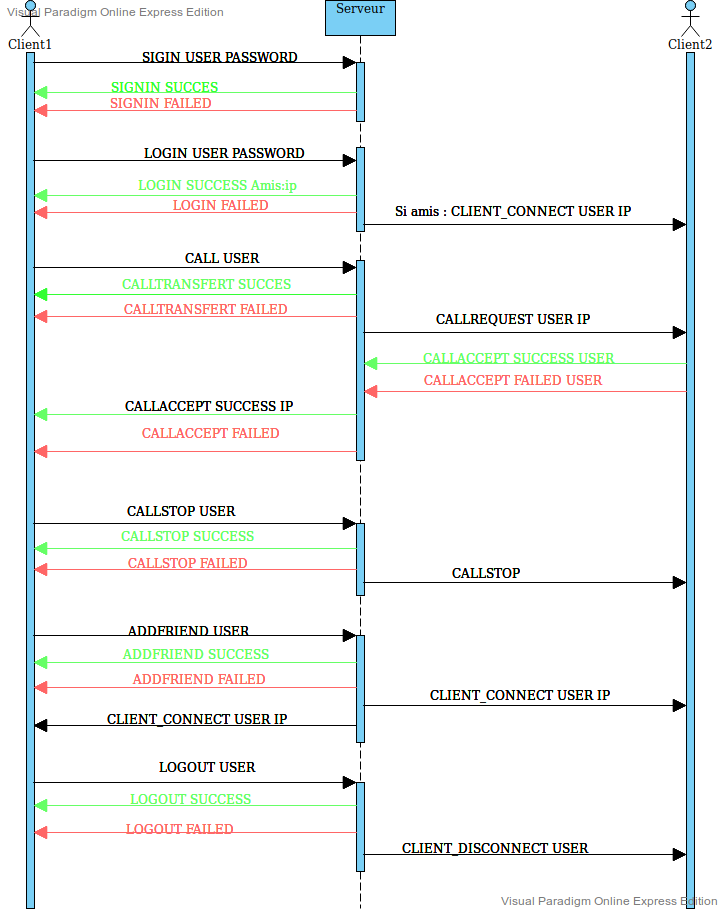 Visual Paradigm Online Express Edition
Serveur
Client1
Client2
SIGIN USER PASSWORD
SIGNIN SUCCES
SIGNIN FAILED
LOGIN USER PASSWORD
LOGIN SUCCESS Amis:ip
LOGIN FAILED
Si amis : CLIENT_CONNECT USER IP
CALL USER
CALLTRANSFERT SUCCES
CALLTRANSFERT FAILED
CALLREQUEST USER IP
CALLACCEPT SUCCESS USER
CALLACCEPT FAILED USER
CALLACCEPT SUCCESS IP
CALLACCEPT FAILED
CALLSTOP USER
CALLSTOP SUCCESS
CALLSTOP FAILED
CALLSTOP
ADDFRIEND USER
ADDFRIEND SUCCESS
ADDFRIEND FAILED
CLIENT_CONNECT USER IP
CLIENT_CONNECT USER IP
LOGOUT USER
LOGOUT SUCCESS
LOGOUT FAILED
CLIENT_DISCONNECT USER
Visual Paradigm Online Express Edition